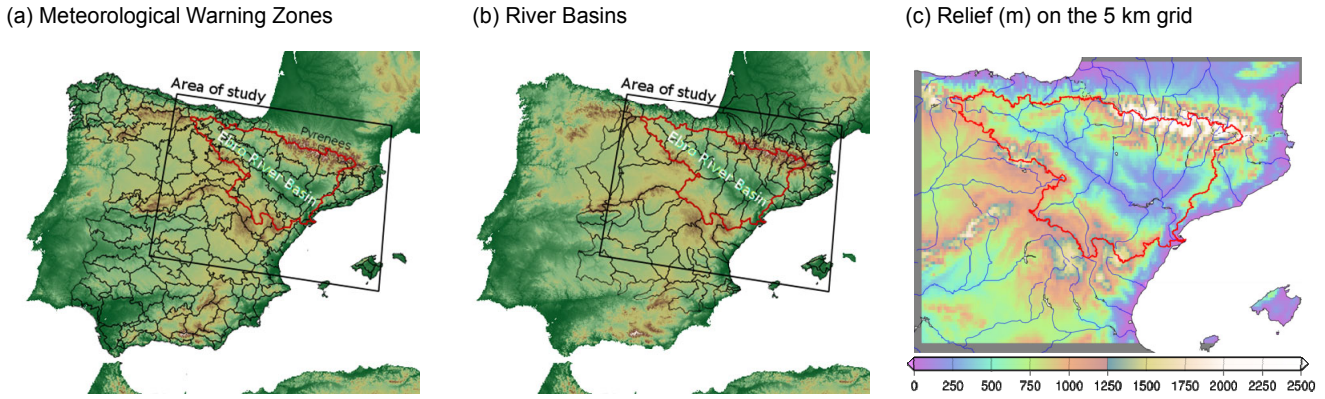 (a) Meteorological Warning Zones
Area of study
Pyrenees
Ebro River Basin
(b) River Basins
Area of study
Pyrenees
Ebro River Basin
(c) Relief (m) on the 5 km grid
0 250 500 750 1000 1250 1500 1750 2000 2500